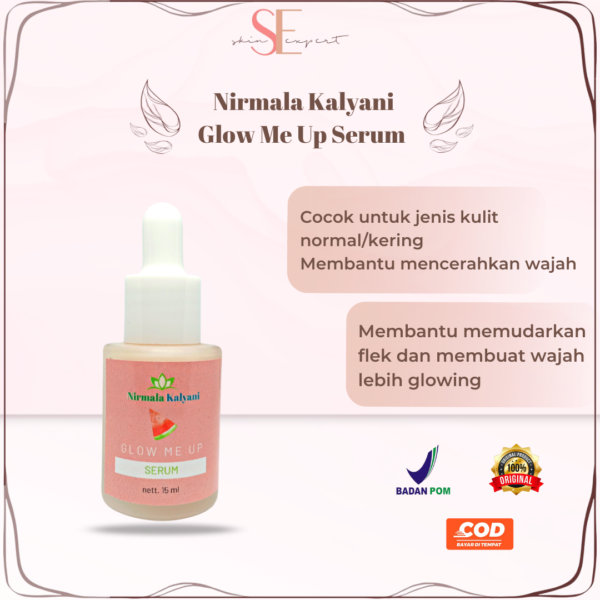 SE
skin expert
Nirmala Kalyani
Glow Me Up Serum
Cocok untuk jenis kulit
normal/kering
Membantu mencerahkan wajah
Membantu memudarkan
flek dan membuat wajah
lebih glowing
Nirmala Kalyani
GLOW ME UP
SERUM
nett. 15 ml
BADAN POM
ORIGINAL PRODUCT
100%
ORIGINAL
COD
BAYAR DI TEMPAT